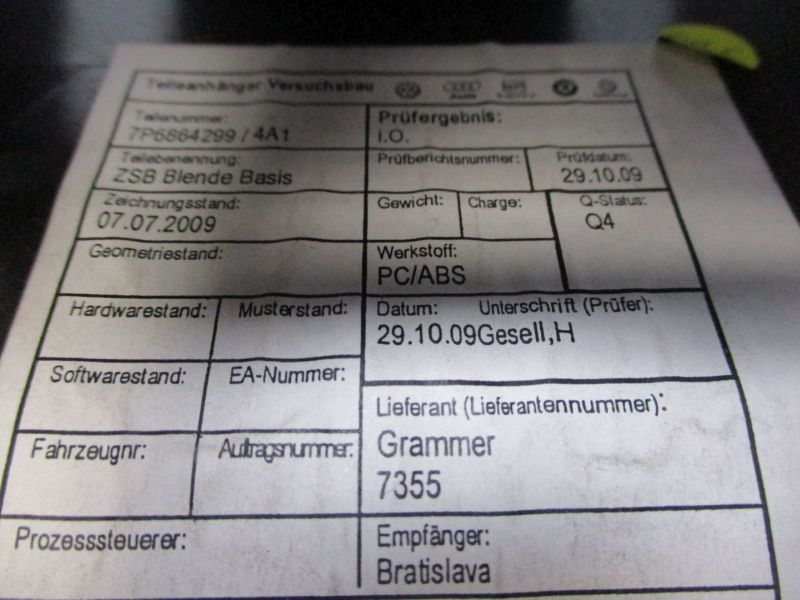 Teileanhänger Versuchsbau
Teilenummer:
7P6864299 / 4A1
Prüfergebnis:
I.O.
Teilebenennung:
ZSB Blende Basis
Prüfberichtsnummer:
Prüfdatum:
29.10.09
Zeichnungsstand:
07.07.2009
Gewicht:
Charge:
Q-Status:
Q4
Geometriestand:
Werkstoff:
PC/ABS
Hardwarestand:
Musterstand:
Datum: Unterschrift (Prüfer):
29.10.09Gesell,H
Softwarestand:
EA-Nummer:
Lieferant (Lieferantennummer):
Grammer
7355
Fahrzeugnr:
Auftragsnummer:
Prozesssteuerer:
Empfänger:
Bratislava